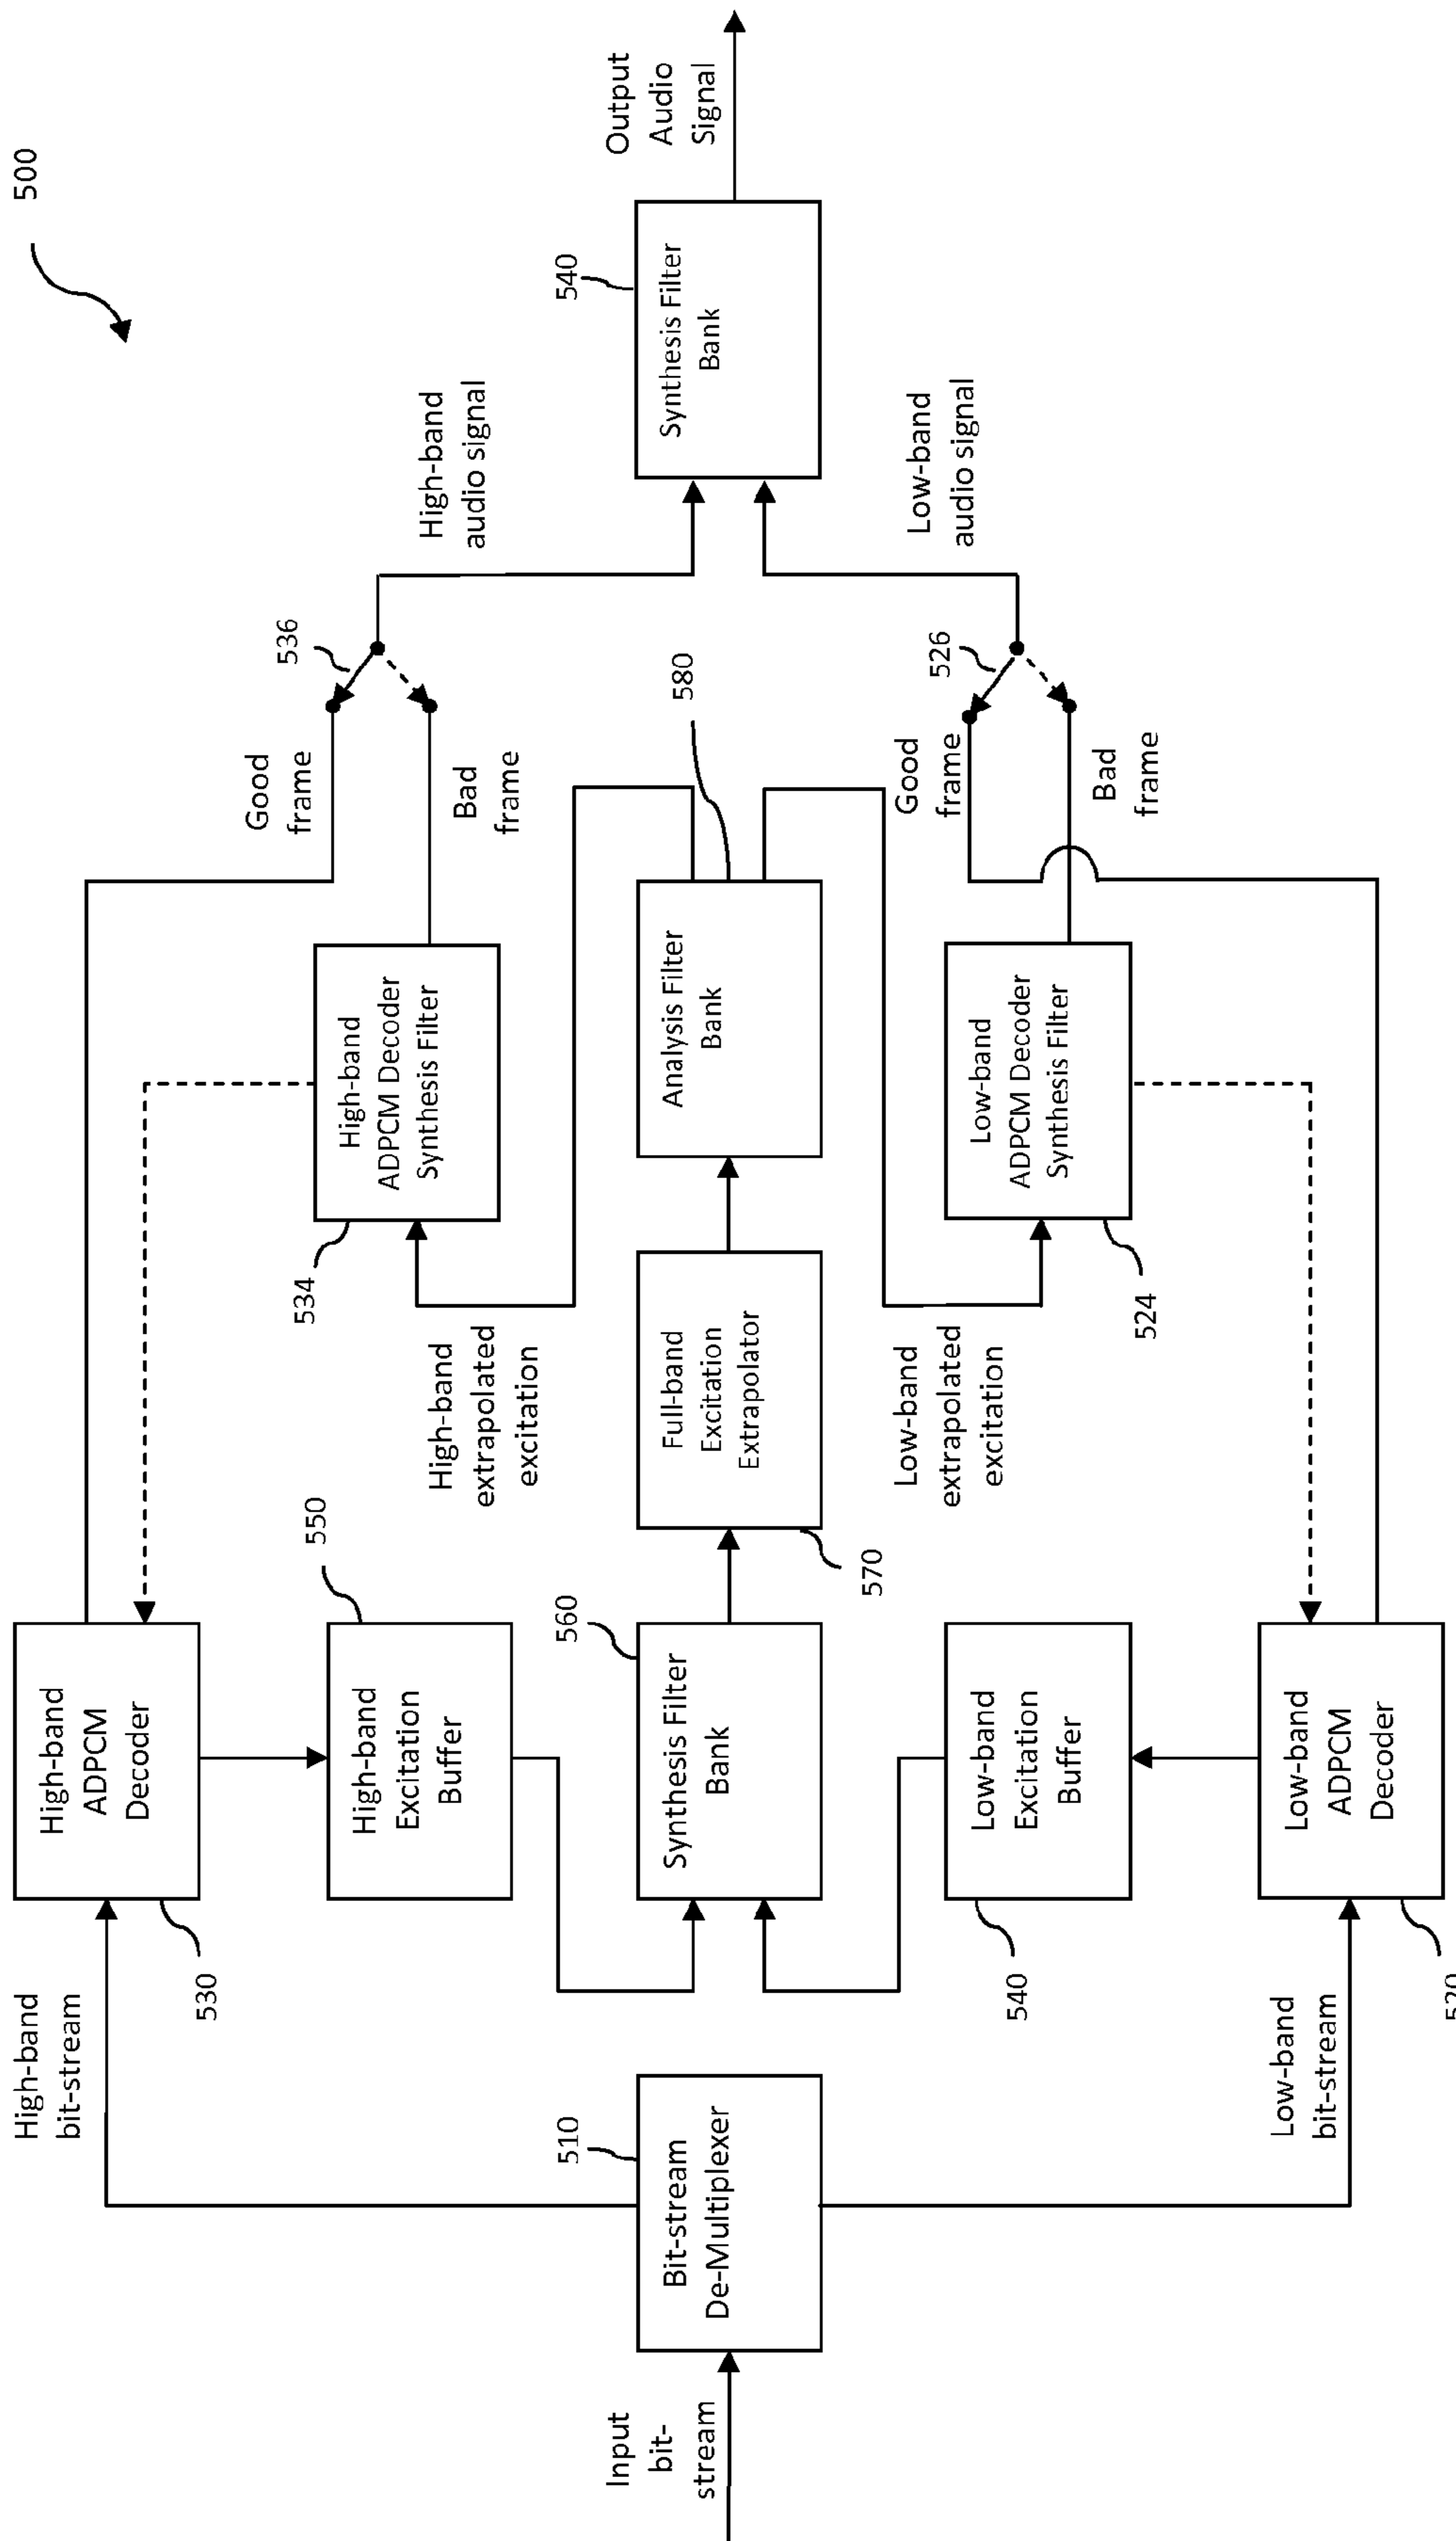 500
Input
bit-
stream
510
Bit-stream
De-Multiplexer
High-band
bit-stream
530
High-band
ADPCM
Decoder
550
High-band
Excitation
Buffer
560
Synthesis Filter
Bank
540
Low-band
Excitation
Buffer
Low-band
bit-stream
520
Low-band
ADPCM
Decoder
570
Full-band
Excitation
Extrapolator
High-band
extrapolated
excitation
534
High-band
ADPCM Decoder
Synthesis Filter
580
Analysis Filter
Bank
Low-band
extrapolated
excitation
524
Low-band
ADPCM Decoder
Synthesis Filter
Good
frame
Bad
frame
536
Good
frame
Bad
frame
526
High-band
audio signal
Low-band
audio signal
540
Synthesis Filter
Bank
Output
Audio
Signal